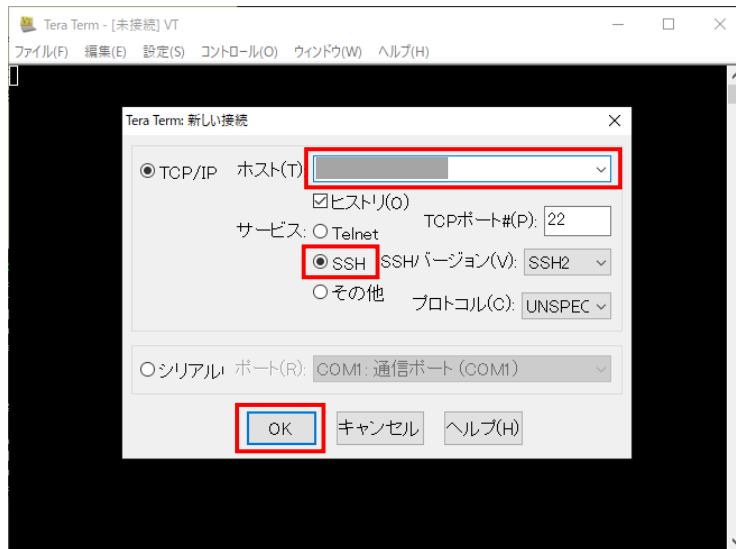 Tera Term - [未接続] VT
ファイル(F) 編集(E) 設定(S) コントロール(O) ウィンドウ(W) ヘルプ(H)
Tera Term: 新しい接続
TCP/IP ホスト(T)
ヒストリ(O)
サービス: Telnet TCPポート#(P): 22
SSH SSHバージョン(V): SSH2
その他 プロトコル(C): UNSPEC
シリアル ポート(R): COM1: 通信ポート (COM1)
OK キャンセル ヘルプ(H)